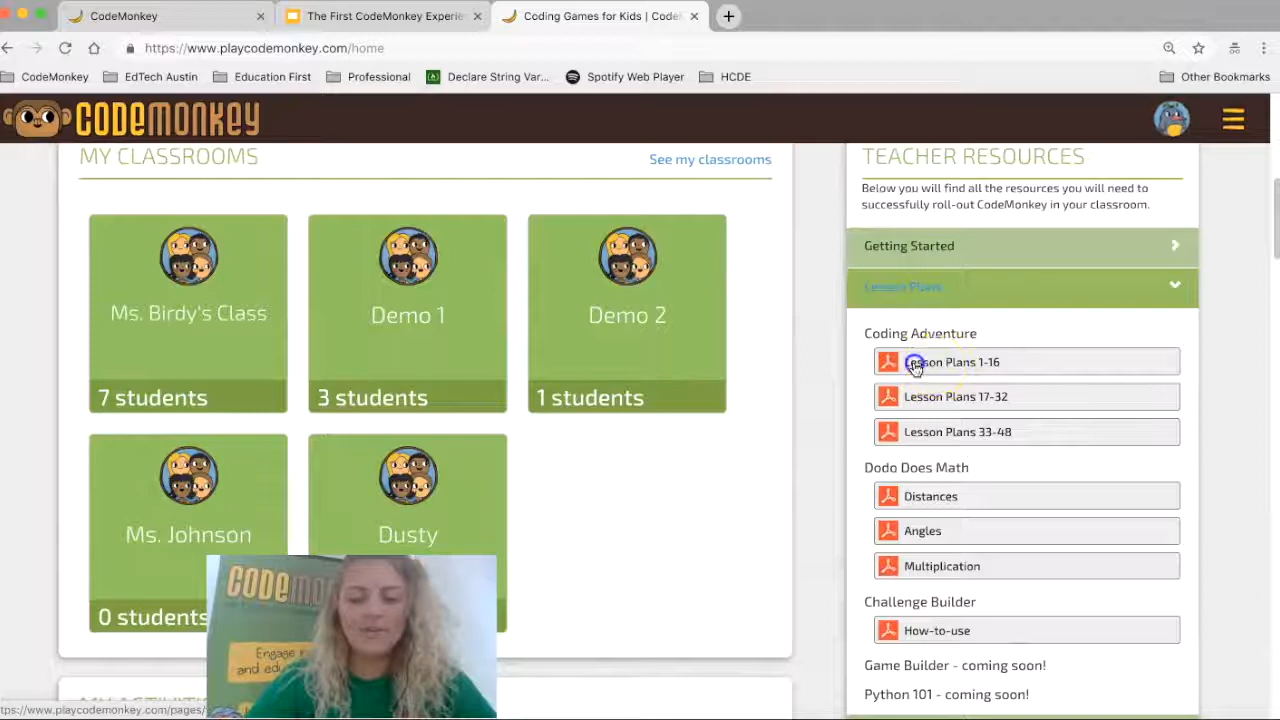 CodeMonkey
The First CodeMonkey Experie
Coding Games for Kids | Code
https://www.playcodemonkey.com/home
CodeMonkey
EdTech Austin
Education First
Professional
Declare String Var...
Spotify Web Player
HCDE
Other Bookmarks
CODEMONKEY
MY CLASSROOMS
See my classrooms
Ms. Birdy's Class
7 students
Demo 1
3 students
Demo 2
1 students
Ms. Johnson
0 students
Dusty
TEACHER RESOURCES
Below you will find all the resources you will need to
successfully roll-out CodeMonkey in your classroom.
Getting Started
Lesson Plans
Coding Adventure
Lesson Plans 1-16
Lesson Plans 17-32
Lesson Plans 33-48
Dodo Does Math
Distances
Angles
Multiplication
Challenge Builder
How-to-use
Game Builder - coming soon!
Python 101 - coming soon!
CODEMO
Engage
and
MY
ttps://www.playcodemonkey.com/pages/